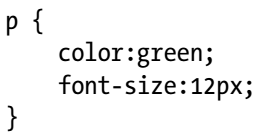 p {
    color:green;
    font-size:12px;
}